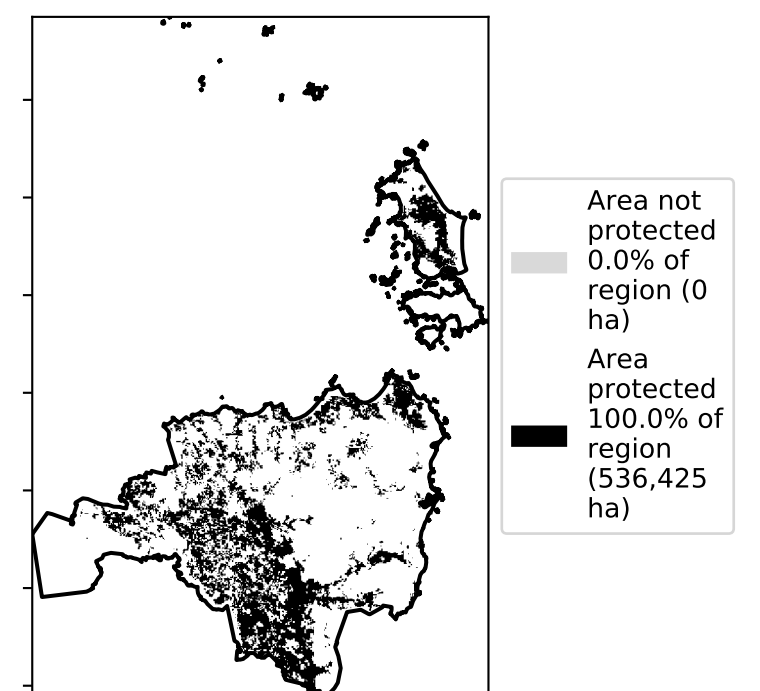 Area not
protected
0.0% of
region (0
ha)
Area
protected
100.0% of
region
(536,425
ha)